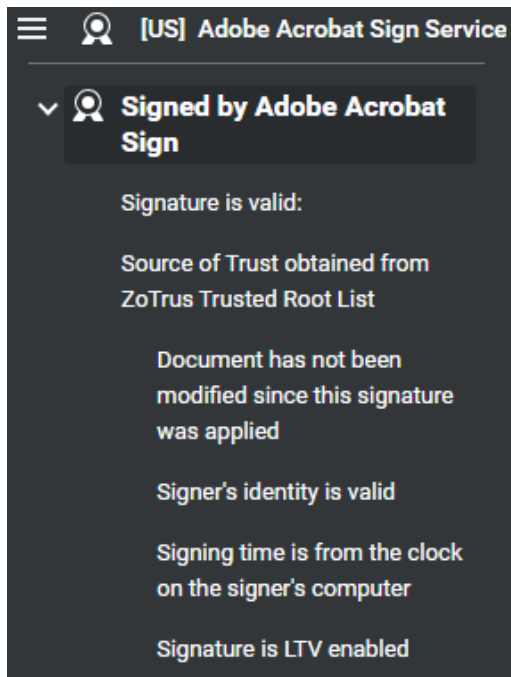 [US] Adobe Acrobat Sign Service
Signed by Adobe Acrobat
Sign
Signature is valid:
Source of Trust obtained from
ZoTrus Trusted Root List
Document has not been
modified since this signature
was applied
Signer's identity is valid
Signing time is from the clock
on the signer's computer
Signature is LTV enabled